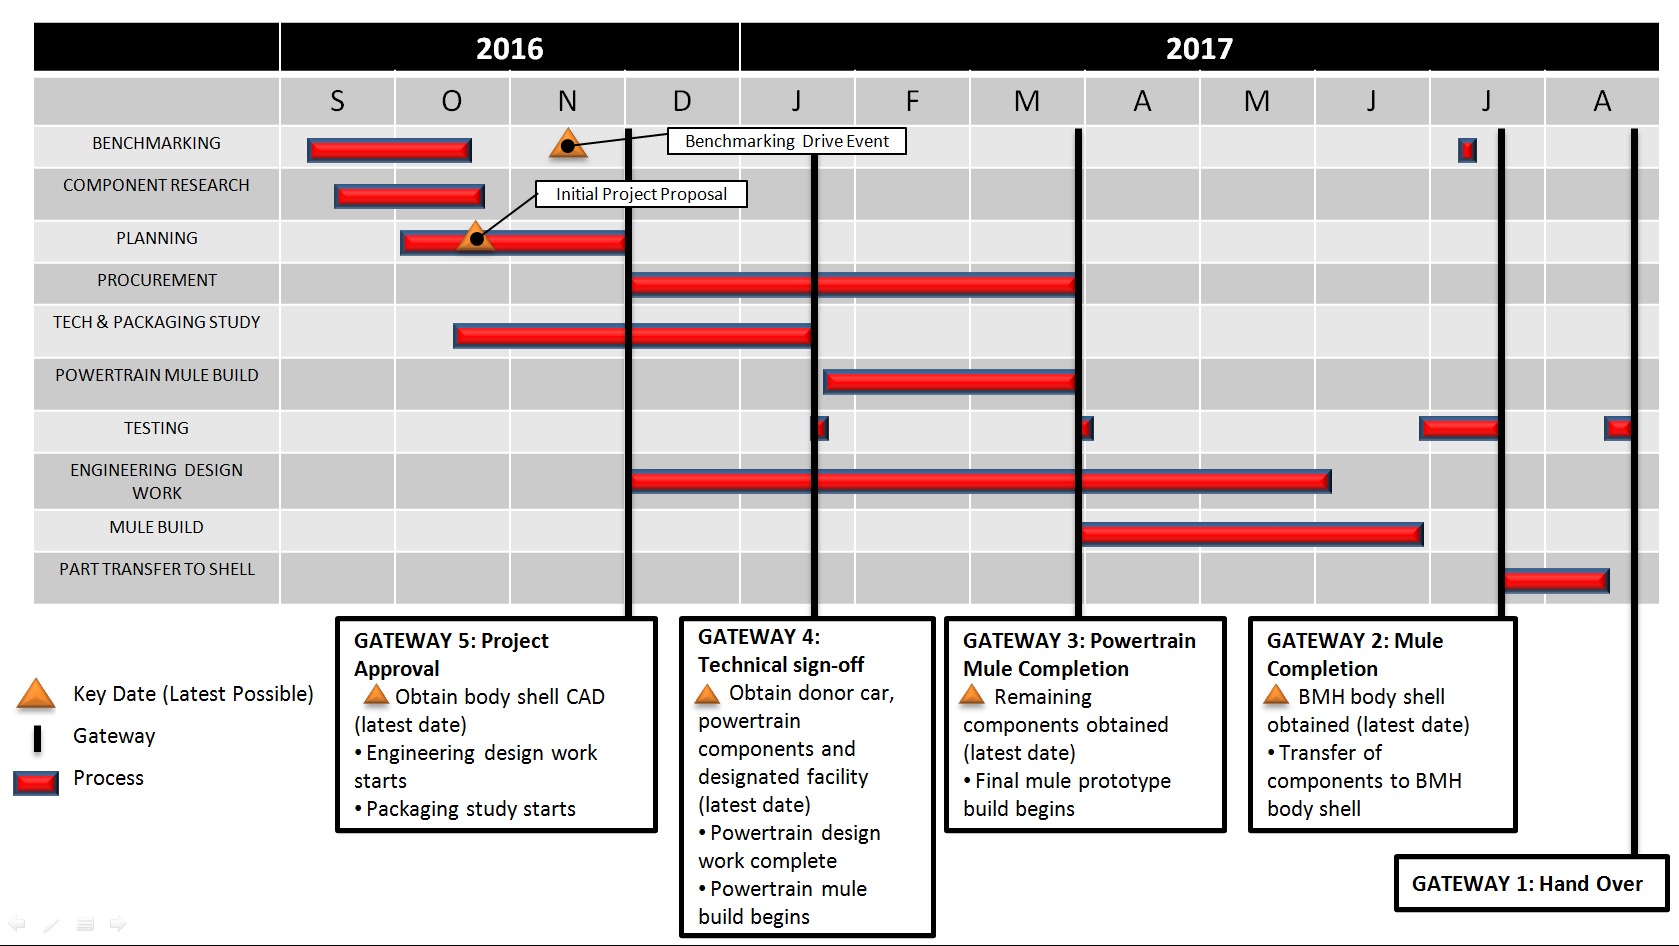 2016
2017
S O N D J F M A M J J A
BENCHMARKING
Benchmarking Drive Event
COMPONENT RESEARCH
Initial Project Proposal
PLANNING
PROCUREMENT
TECH & PACKAGING STUDY
POWERTRAIN MULE BUILD
TESTING
ENGINEERING DESIGN
WORK
MULE BUILD
PART TRANSFER TO SHELL
Key Date (Latest Possible)
Gateway
Process
GATEWAY 5: Project
Approval
Obtain body shell CAD
(latest date)
• Engineering design work
starts
• Packaging study starts
GATEWAY 4:
Technical sign-off
Obtain donor car,
powertrain
components and
designated facility
(latest date)
• Powertrain design
work complete
• Powertrain mule
build begins
GATEWAY 3: Powertrain
Mule Completion
Remaining
components obtained
(latest date)
• Final mule prototype
build begins
GATEWAY 2: Mule
Completion
BMH body shell
obtained (latest date)
• Transfer of
components to BMH
body shell
GATEWAY 1: Hand Over